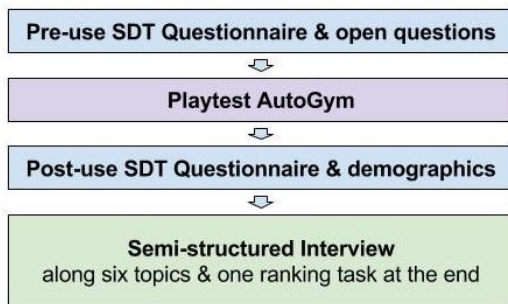 Pre-use SDT Questionnaire & open questions
Playtest AutoGym
Post-use SDT Questionnaire & demographics
Semi-structured Interview
along six topics & one ranking task at the end